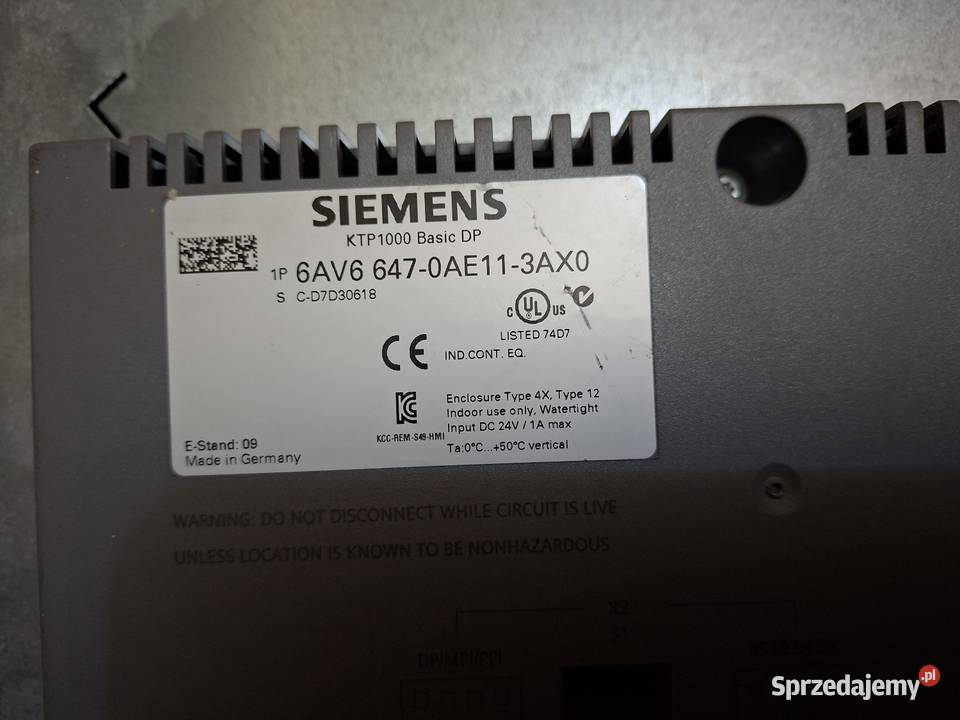 SIEMENS
KTP1000 Basic DP
1P 6AV6 647-0AE11-3AX0
S C-D7D30618
C UL US
LISTED 74D7
CE IND.CONT. EQ.
KCC-REM-S49-HMI
Enclosure Type 4X, Type 12
Indoor use only, Watertight
Input DC 24V / 1A max
Ta:0°C...+50°C vertical
E-Stand: 09
Made in Germany
WARNING: DO NOT DISCONNECT WHILE CIRCUIT IS LIVE
UNLESS LOCATION IS KNOWN TO BE NONHAZARDOUS
X2
S1
DP/MPI/PPI
Sprzedajemy.pl